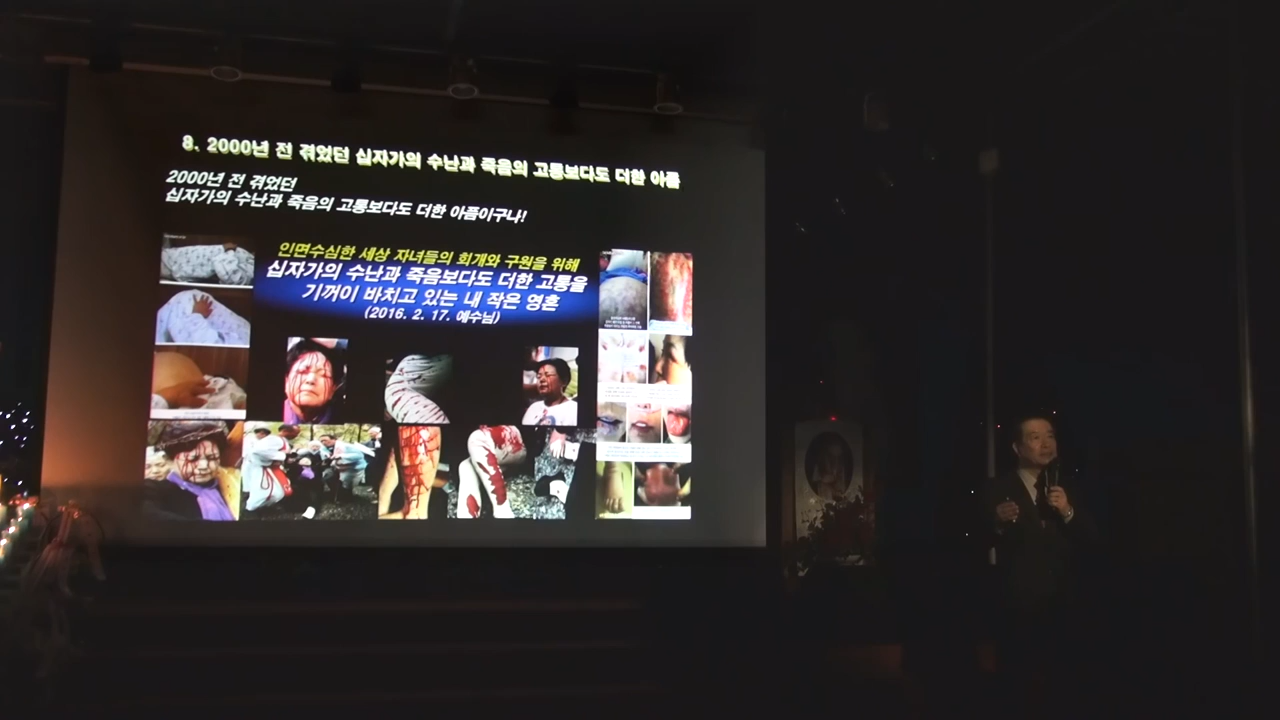 8. 2000년 전 겪었던 십자가의 수난과 죽음의 고통보다도 더한 아픔
2000년 전 겪었던
십자가의 수난과 죽음의 고통보다도 더한 아픔이구나!
인면수심한 세상 자녀들의 회개와 구원을 위해
십자가의 수난과 죽음보다도 더한 고통을
기꺼이 바치고 있는 내 작은 영혼
(2016. 2. 17. 예수님)